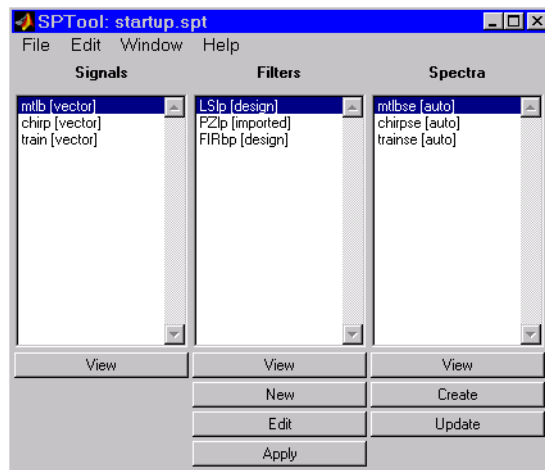 SPTool: startup.spt
File Edit Window Help
Signals Filters Spectra
mtlb [vector]
chirp [vector]
train [vector]
LSlp [design]
PZlp [imported]
FIRbp [design]
mtlbse [auto]
chirpse [auto]
trainse [auto]
View View View
New Create
Edit Update
Apply